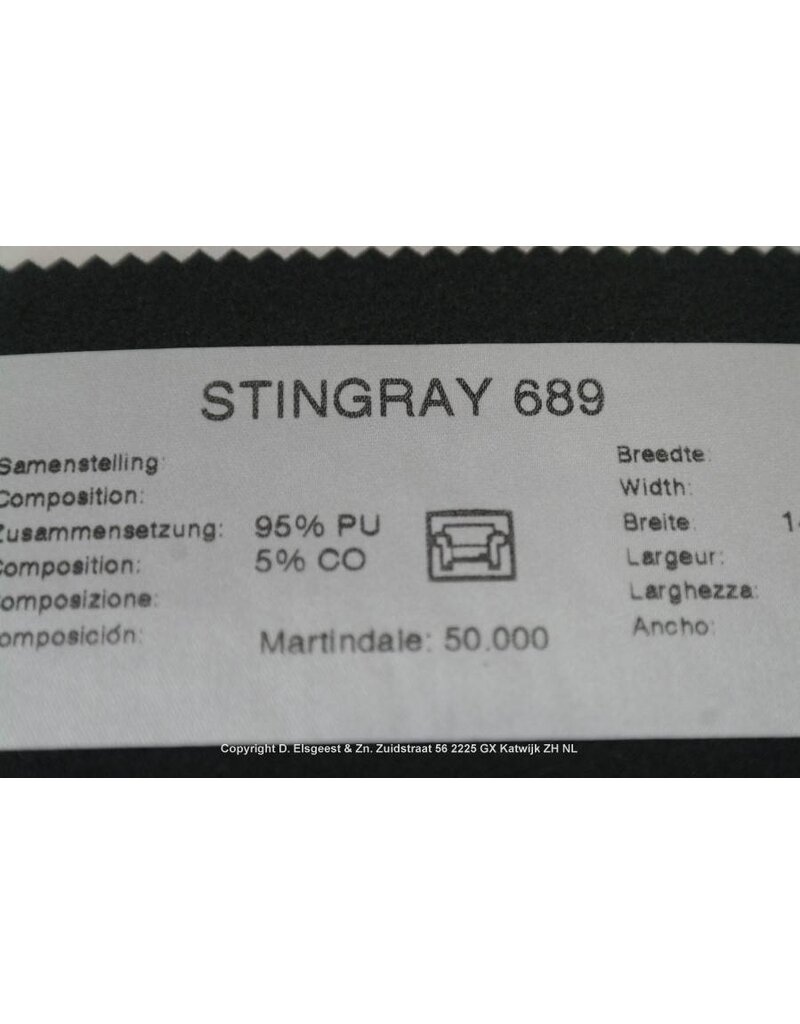 STINGRAY 689
Samenstelling:
Composition:
Zusammensetzung: 95% PU
Composition: 5% CO
Composizione:
Composición:
Martindale: 50.000
Breedte:
Width:
Breite:
Largeur:
Larghezza:
Ancho:
Copyright D. Elsgeest & Zn. Zuidstraat 56 2225 GX Katwijk ZH NL